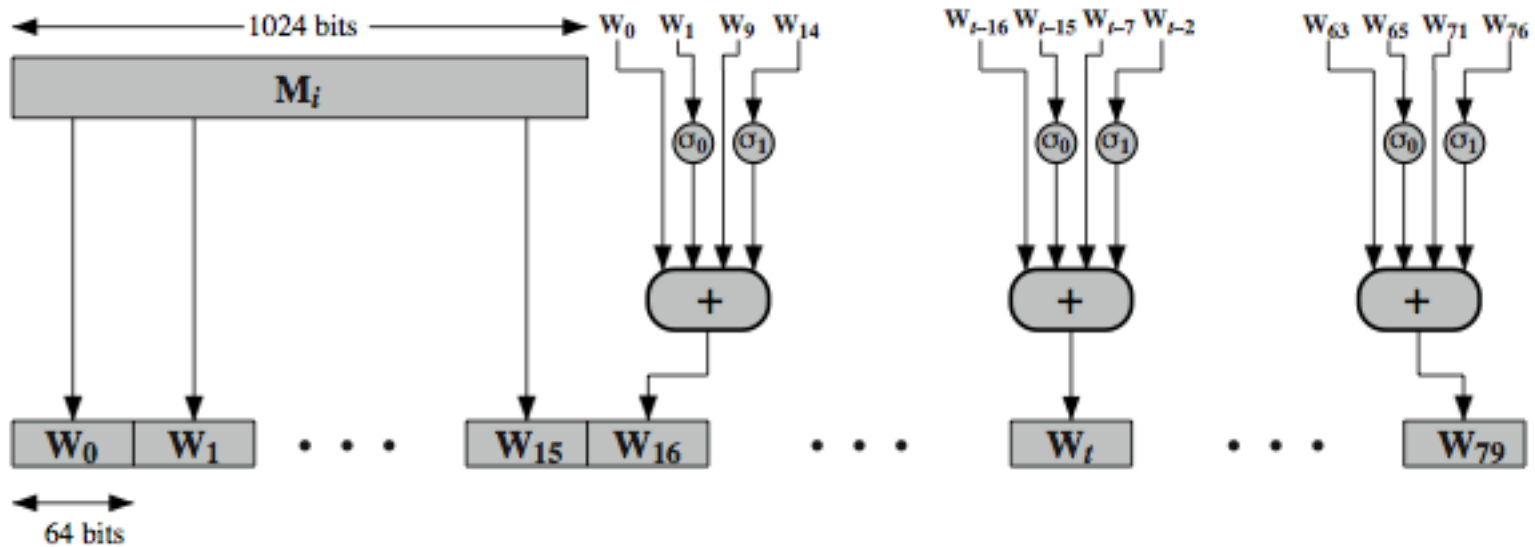 1024 bits
W0 W1 W9 W14
Wt–16 Wt–15 Wt–7 Wt–2
W63 W65 W71 W76
Mi
σ0 σ1
σ0 σ1
σ0 σ1
+
+
+
W0 W1 • • • W15 W16 • • • Wt • • • W79
64 bits